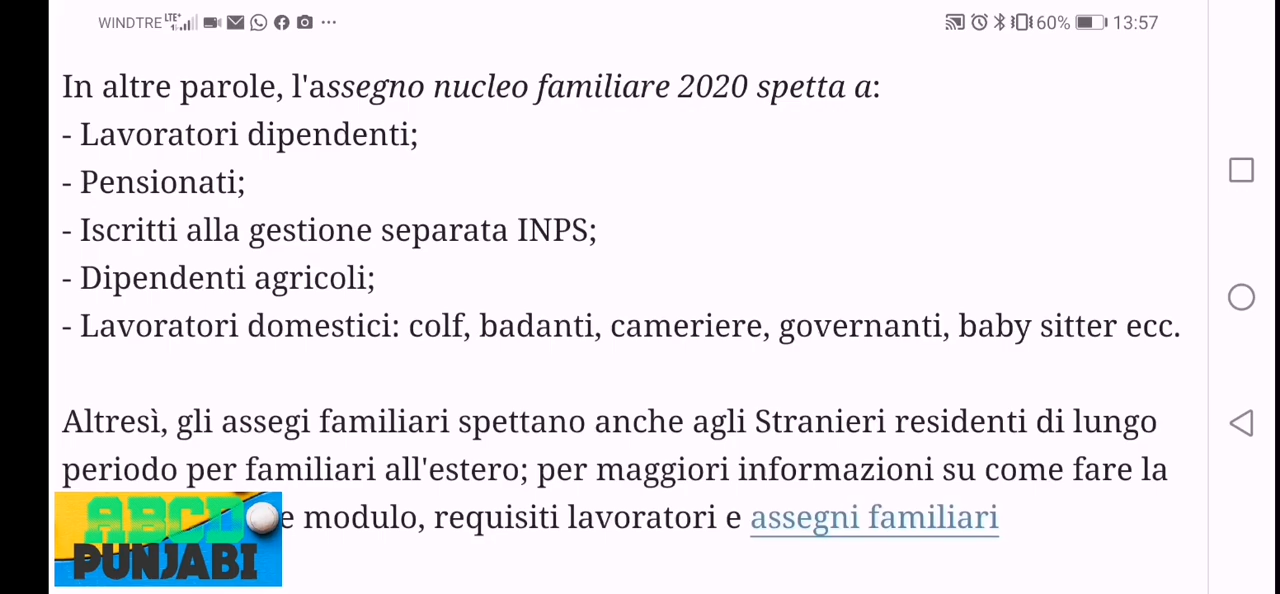 WINDTRE LTE+ 60% 13:57
In altre parole, l'assegno nucleo familiare 2020 spetta a:
- Lavoratori dipendenti;
- Pensionati;
- Iscritti alla gestione separata INPS;
- Dipendenti agricoli;
- Lavoratori domestici: colf, badanti, cameriere, governanti, baby sitter ecc.
Altresì, gli assegi familiari spettano anche agli Stranieri residenti di lungo
periodo per familiari all'estero; per maggiori informazioni su come fare la
e modulo, requisiti lavoratori e assegni familiari
ABCD
PUNJABI